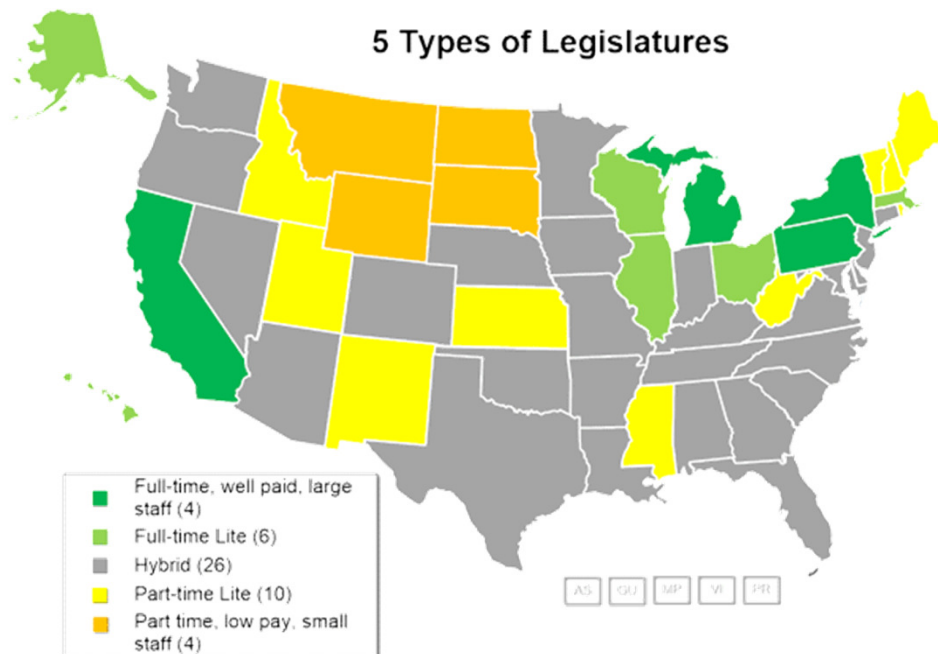 5 Types of Legislatures
Full-time, well paid, large
staff (4)
Full-time Lite (6)
Hybrid (26)
Part-time Lite (10)
Part time, low pay, small
staff (4)
AS GU MP VI PR